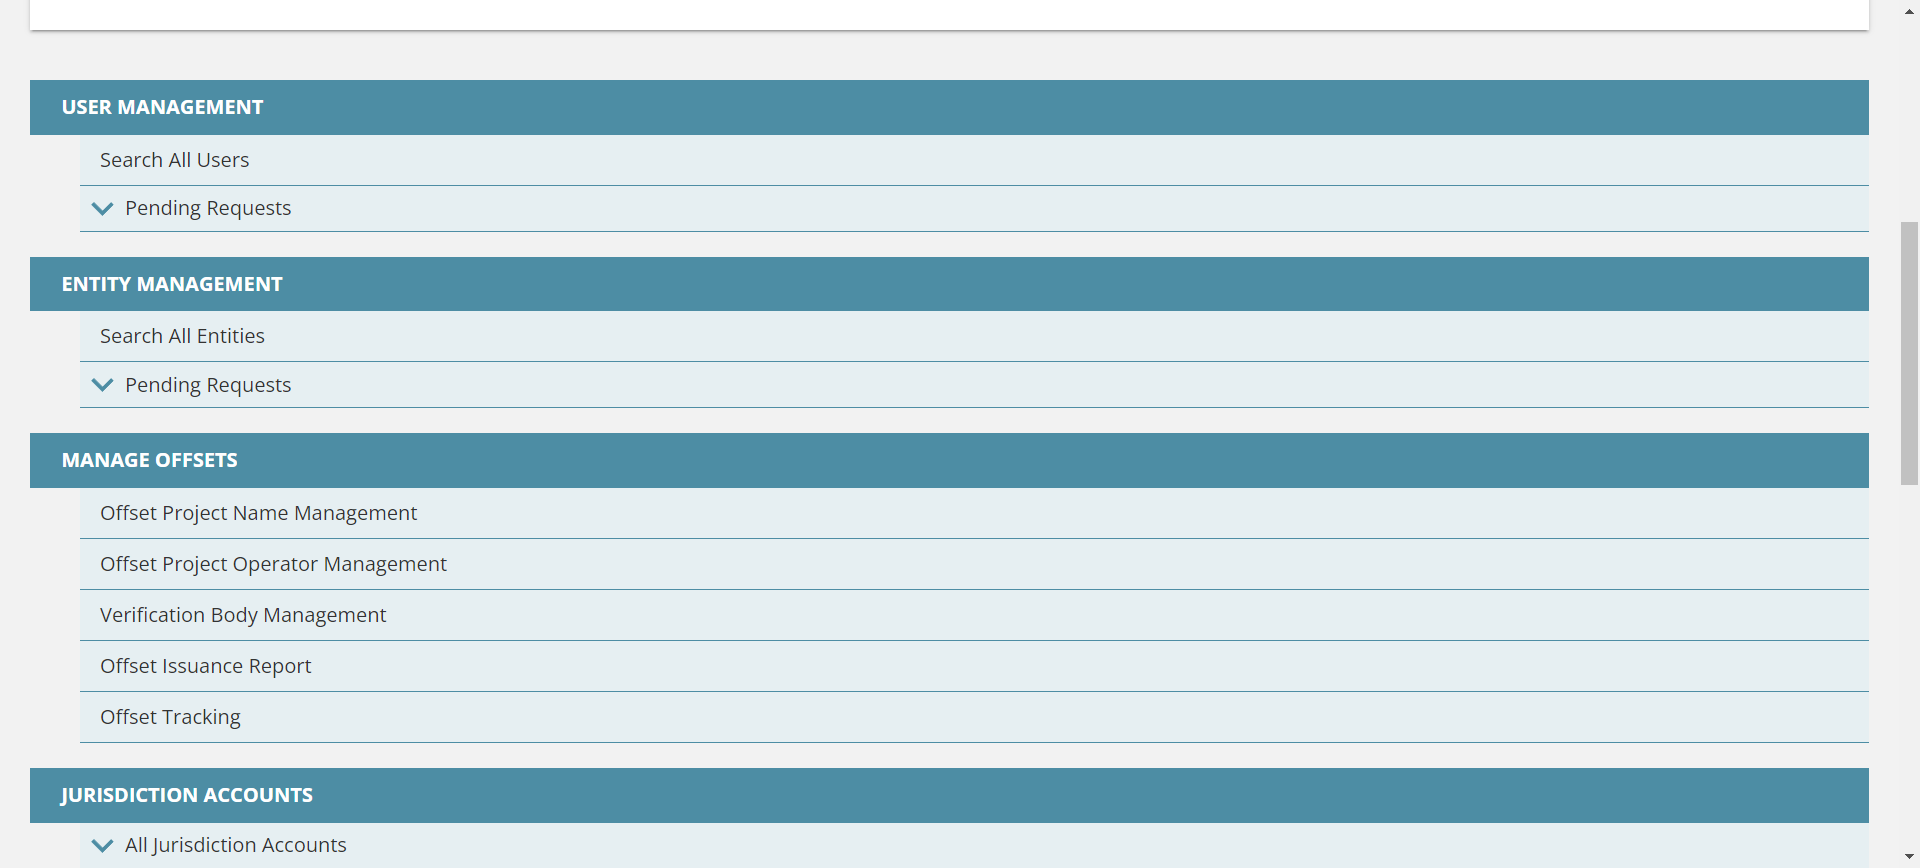 USER MANAGEMENT
Search All Users
Pending Requests
ENTITY MANAGEMENT
Search All Entities
Pending Requests
MANAGE OFFSETS
Offset Project Name Management
Offset Project Operator Management
Verification Body Management
Offset Issuance Report
Offset Tracking
JURISDICTION ACCOUNTS
All Jurisdiction Accounts